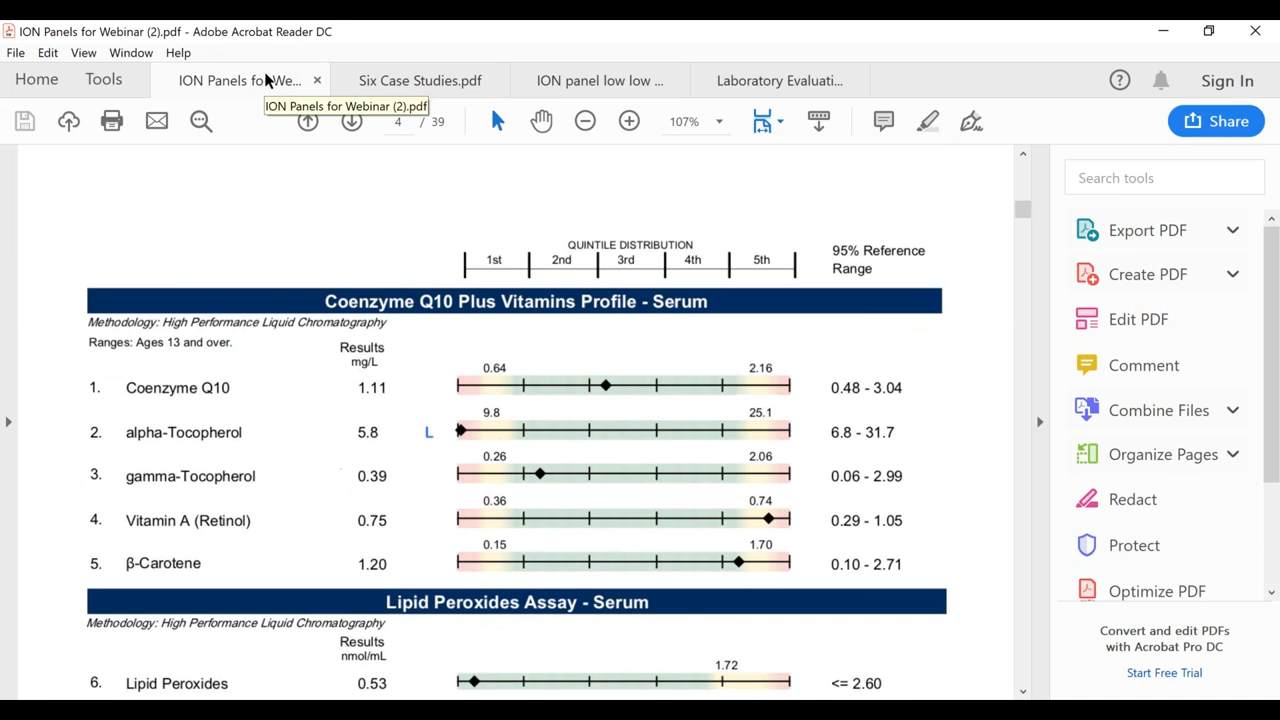 ION Panels for Webinar (2).pdf - Adobe Acrobat Reader DC
File Edit View Window Help
Home Tools ION Panels for We... × Six Case Studies.pdf ION panel low low ... Laboratory Evaluati... ? Sign In
ION Panels for Webinar (2).pdf
4 / 39 107% Share
Search tools
Export PDF
Create PDF
Edit PDF
Comment
Combine Files
Organize Pages
Redact
Protect
Optimize PDF
Convert and edit PDFs
with Acrobat Pro DC
Start Free Trial
QUINTILE DISTRIBUTION
1st 2nd 3rd 4th 5th
95% Reference
Range
Coenzyme Q10 Plus Vitamins Profile - Serum
Methodology: High Performance Liquid Chromatography
Ranges: Ages 13 and over.
Results
mg/L
0.64 2.16
1. Coenzyme Q10 1.11 0.48 - 3.04
9.8 25.1
2. alpha-Tocopherol 5.8 L 6.8 - 31.7
0.26 2.06
3. gamma-Tocopherol 0.39 0.06 - 2.99
0.36 0.74
4. Vitamin A (Retinol) 0.75 0.29 - 1.05
0.15 1.70
5. β-Carotene 1.20 0.10 - 2.71
Lipid Peroxides Assay - Serum
Methodology: High Performance Liquid Chromatography
Results
nmol/mL
1.72
6. Lipid Peroxides 0.53 <= 2.60